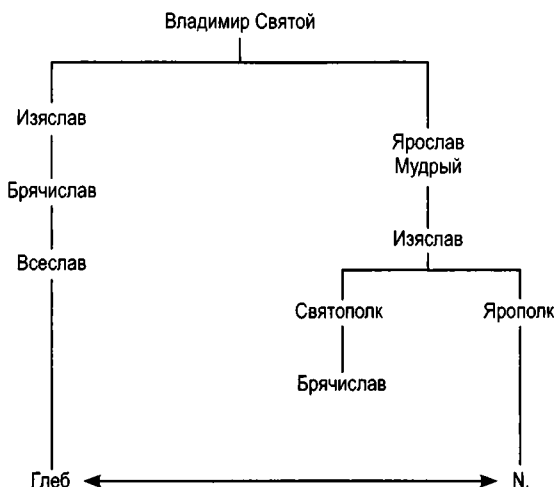 Владимир Святой
Изяслав
Ярослав
Мудрый
Брячислав
Изяслав
Всеслав
Святополк
Ярополк
Брячислав
Глеб
N.